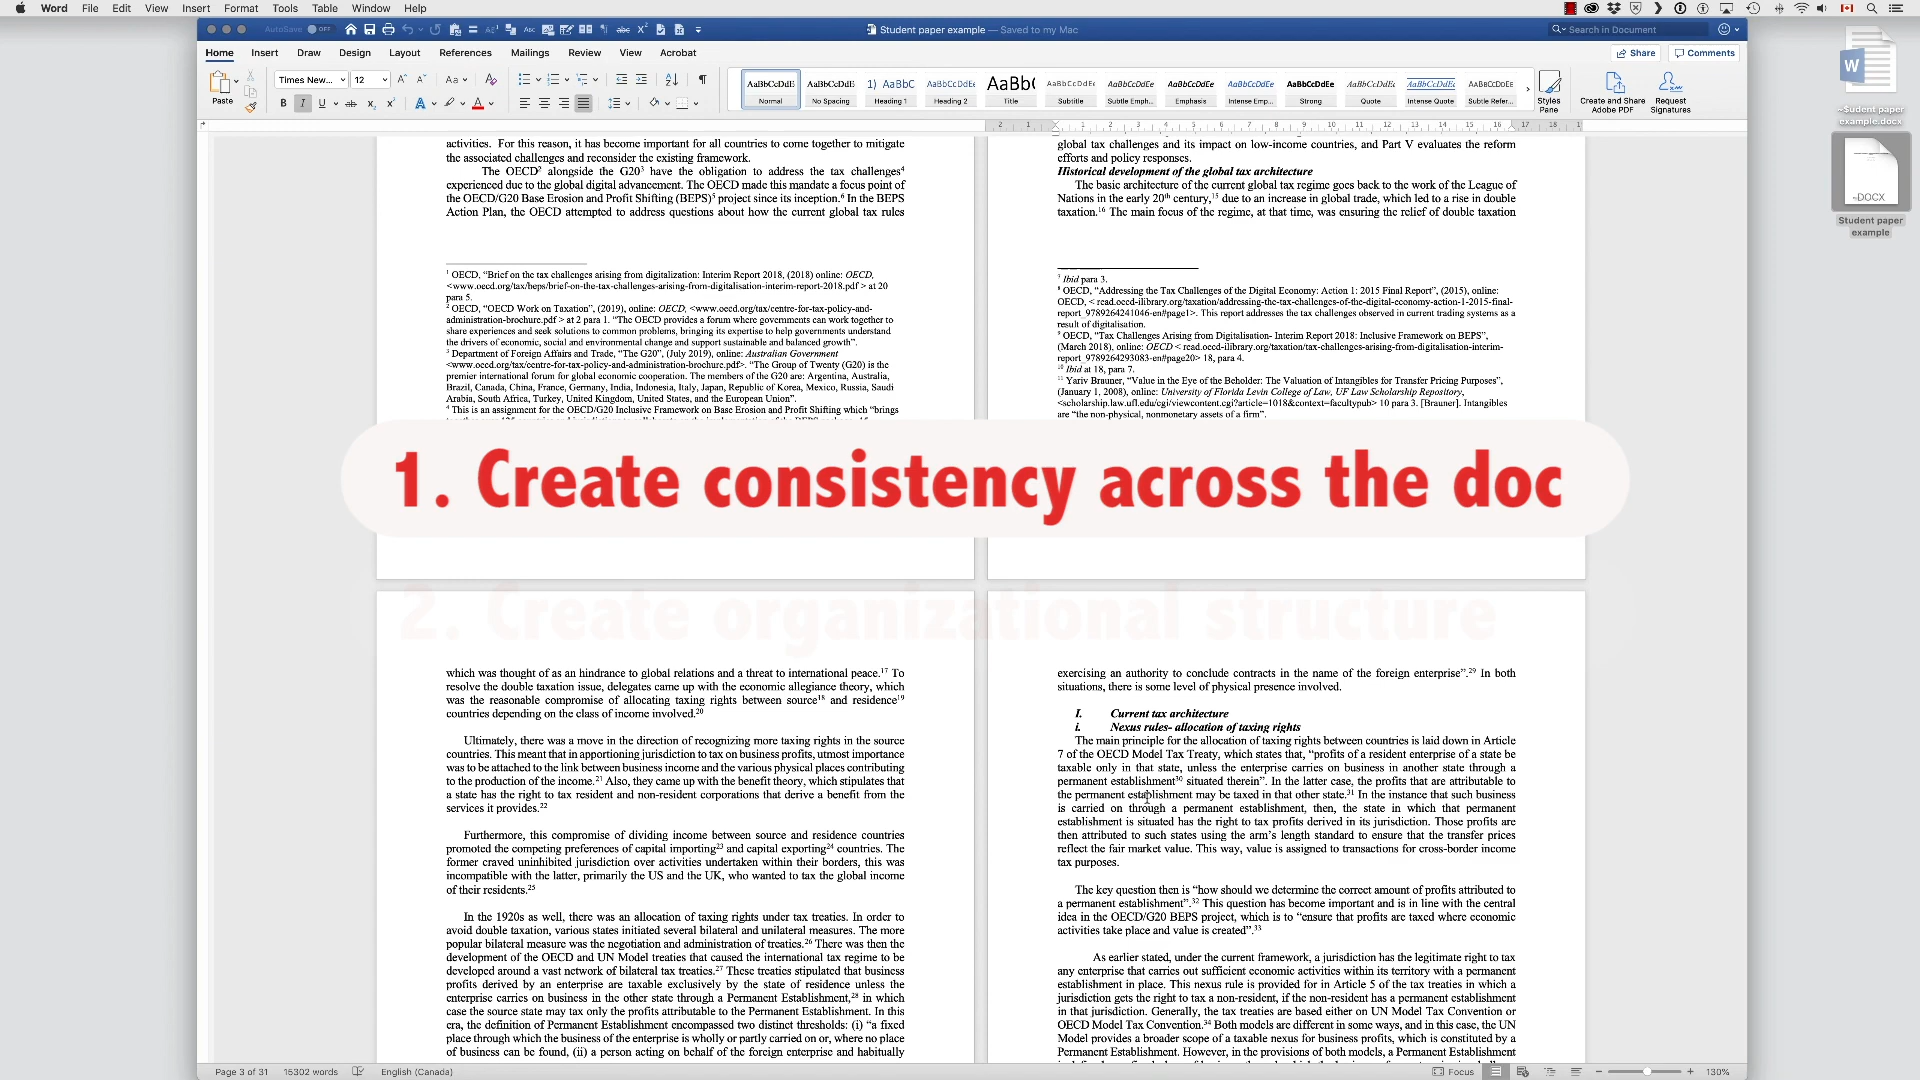 Word File Edit View Insert Format Tools Table Window Help
AutoSave OFF
Student paper example — Saved to my Mac
Search in Document
Home Insert Draw Design Layout References Mailings Review View Acrobat
Share Comments
Paste
Times New... 12
Normal No Spacing Heading 1 Heading 2 Title Subtitle Subtle Emph... Emphasis Intense Emp... Strong Quote Intense Quote Subtle Refer...
Styles Pane
Create and Share Adobe PDF
Request Signatures
~$udent paper example.docx
DOCX
Student paper example
activities. For this reason, it has become important for all countries to come together to mitigate
the associated challenges and reconsider the existing framework.
The OECD² alongside the G20³ have the obligation to address the tax challenges⁴
experienced due to the global digital advancement. The OECD made this mandate a focus point of
the OECD/G20 Base Erosion and Profit Shifting (BEPS)⁵ project since its inception.⁶ In the BEPS
Action Plan, the OECD attempted to address questions about how the current global tax rules
¹ OECD, “Brief on the tax challenges arising from digitalization: Interim Report 2018, (2018) online: OECD,
<www.oecd.org/tax/beps/brief-on-the-tax-challenges-arising-from-digitalisation-interim-report-2018.pdf > at 20
para 5.
² OECD, “OECD Work on Taxation”, (2019), online: OECD, <www.oecd.org/tax/centre-for-tax-policy-and-
administration-brochure.pdf > at 2 para 1. “The OECD provides a forum where governments can work together to
share experiences and seek solutions to common problems, bringing its expertise to help governments understand
the drivers of economic, social and environmental change and support sustainable and balanced growth”.
³ Department of Foreign Affairs and Trade, “The G20”, (July 2019), online: Australian Government
<www.oecd.org/tax/centre-for-tax-policy-and-administration-brochure.pdf>. “The Group of Twenty (G20) is the
premier international forum for global economic cooperation. The members of the G20 are: Argentina, Australia,
Brazil, Canada, China, France, Germany, India, Indonesia, Italy, Japan, Republic of Korea, Mexico, Russia, Saudi
Arabia, South Africa, Turkey, United Kingdom, United States, and the European Union”.
⁴ This is an assignment for the OECD/G20 Inclusive Framework on Base Erosion and Profit Shifting which “brings
global tax challenges and its impact on low-income countries, and Part V evaluates the reform
efforts and policy responses.
Historical development of the global tax architecture
The basic architecture of the current global tax regime goes back to the work of the League of
Nations in the early 20th century,¹⁵ due to an increase in global trade, which led to a rise in double
taxation.¹⁶ The main focus of the regime, at that time, was ensuring the relief of double taxation
⁷ Ibid para 3.
⁸ OECD, “Addressing the Tax Challenges of the Digital Economy: Action 1: 2015 Final Report”, (2015), online:
OECD, < read.oecd-ilibrary.org/taxation/addressing-the-tax-challenges-of-the-digital-economy-action-1-2015-final-
report_9789264241046-en#page1>. This report addresses the tax challenges observed in current trading systems as a
result of digitalisation.
⁹ OECD, “Tax Challenges Arising from Digitalisation- Interim Report 2018: Inclusive Framework on BEPS”,
(March 2018), online: OECD < read.oecd-ilibrary.org/taxation/tax-challenges-arising-from-digitalisation-interim-
report_9789264293083-en#page20> 18, para 4.
¹⁰ Ibid at 18, para 7.
¹¹ Yariv Brauner, “Value in the Eye of the Beholder: The Valuation of Intangibles for Transfer Pricing Purposes”,
(January 1, 2008), online: University of Florida Levin College of Law, UF Law Scholarship Repository,
<scholarship.law.ufl.edu/cgi/viewcontent.cgi?article=1018&context=facultypub> 10 para 3. [Brauner]. Intangibles
are “the non-physical, nonmonetary assets of a firm”.
1. Create consistency across the doc
2. Create organizational structure
which was thought of as an hindrance to global relations and a threat to international peace.¹⁷ To
resolve the double taxation issue, delegates came up with the economic allegiance theory, which
was the reasonable compromise of allocating taxing rights between source¹⁸ and residence¹⁹
countries depending on the class of income involved.²⁰
Ultimately, there was a move in the direction of recognizing more taxing rights in the source
countries. This meant that in apportioning jurisdiction to tax on business profits, utmost importance
was to be attached to the link between business income and the various physical places contributing
to the production of the income.²¹ Also, they came up with the benefit theory, which stipulates that
a state has the right to tax resident and non-resident corporations that derive a benefit from the
services it provides.²²
Furthermore, this compromise of dividing income between source and residence countries
promoted the competing preferences of capital importing²³ and capital exporting²⁴ countries. The
former craved uninhibited jurisdiction over activities undertaken within their borders, this was
incompatible with the latter, primarily the US and the UK, who wanted to tax the global income
of their residents.²⁵
In the 1920s as well, there was an allocation of taxing rights under tax treaties. In order to
avoid double taxation, various states initiated several bilateral and unilateral measures. The more
popular bilateral measure was the negotiation and administration of treaties.²⁶ There was then the
development of the OECD and UN Model treaties that caused the international tax regime to be
developed around a vast network of bilateral tax treaties.²⁷ These treaties stipulated that business
profits derived by an enterprise are taxable exclusively by the state of residence unless the
enterprise carries on business in the other state through a Permanent Establishment,²⁸ in which
case the source state may tax only the profits attributable to the Permanent Establishment. In this
era, the definition of Permanent Establishment encompassed two distinct thresholds: (i) “a fixed
place through which the business of the enterprise is wholly or partly carried on or, where no place
of business can be found, (ii) a person acting on behalf of the foreign enterprise and habitually
exercising an authority to conclude contracts in the name of the foreign enterprise”.²⁹ In both
situations, there is some level of physical presence involved.
I. Current tax architecture
i. Nexus rules- allocation of taxing rights
The main principle for the allocation of taxing rights between countries is laid down in Article
7 of the OECD Model Tax Treaty, which states that, “profits of a resident enterprise of a state be
taxable only in that state, unless the enterprise carries on business in another state through a
permanent establishment³⁰ situated therein”. In the latter case, the profits that are attributable to
the permanent establishment may be taxed in that other state.³¹ In the instance that such business
is carried on through a permanent establishment, then, the state in which that permanent
establishment is situated has the right to tax profits derived in its jurisdiction. Those profits are
then attributed to such states using the arm’s length standard to ensure that the transfer prices
reflect the fair market value. This way, value is assigned to transactions for cross-border income
tax purposes.
The key question then is “how should we determine the correct amount of profits attributed to
a permanent establishment”.³² This question has become important and is in line with the central
idea in the OECD/G20 BEPS project, which is to “ensure that profits are taxed where economic
activities take place and value is created”.³³
As earlier stated, under the current framework, a jurisdiction has the legitimate right to tax
any enterprise that carries out sufficient economic activities within its territory with a permanent
establishment in place. This nexus rule is provided for in Article 5 of the tax treaties in which a
jurisdiction gets the right to tax a non-resident, if the non-resident has a permanent establishment
in that jurisdiction. Generally, the tax treaties are based either on UN Model Tax Convention or
OECD Model Tax Convention.³⁴ Both models are different in some ways, and in this case, the UN
Model provides a broader scope of a taxable nexus for business profits, which is constituted by a
Permanent Establishment. However, in the provisions of both models, a Permanent Establishment
Page 3 of 31 15302 words English (Canada)
Focus 130%